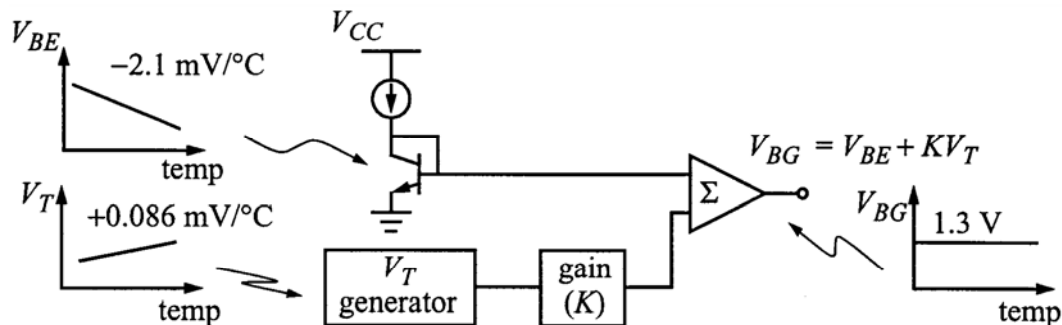 V_BE
−2.1 mV/°C
temp
V_CC
V_T
+0.086 mV/°C
temp
V_T
generator
gain
(K)
Σ
V_BG = V_BE + KV_T
V_BG
1.3 V
temp